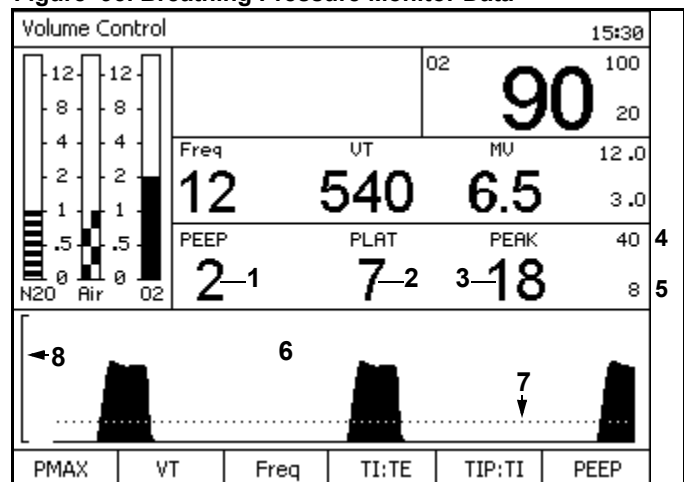 Figure Breathing Pressure Monitor Data
Volume Control 15:30
O2 90 100
20
12 12
8 8
4 4
2 2
1 1
.5 .5
0 0
N2O Air O2
Freq VT MV 12.0
12 540 6.5 3.0
PEEP PLAT PEAK 40 4
2 1 7 2 3 18 8 5
8 6 7
PMAX VT Freq TI:TE TIP:TI PEEP